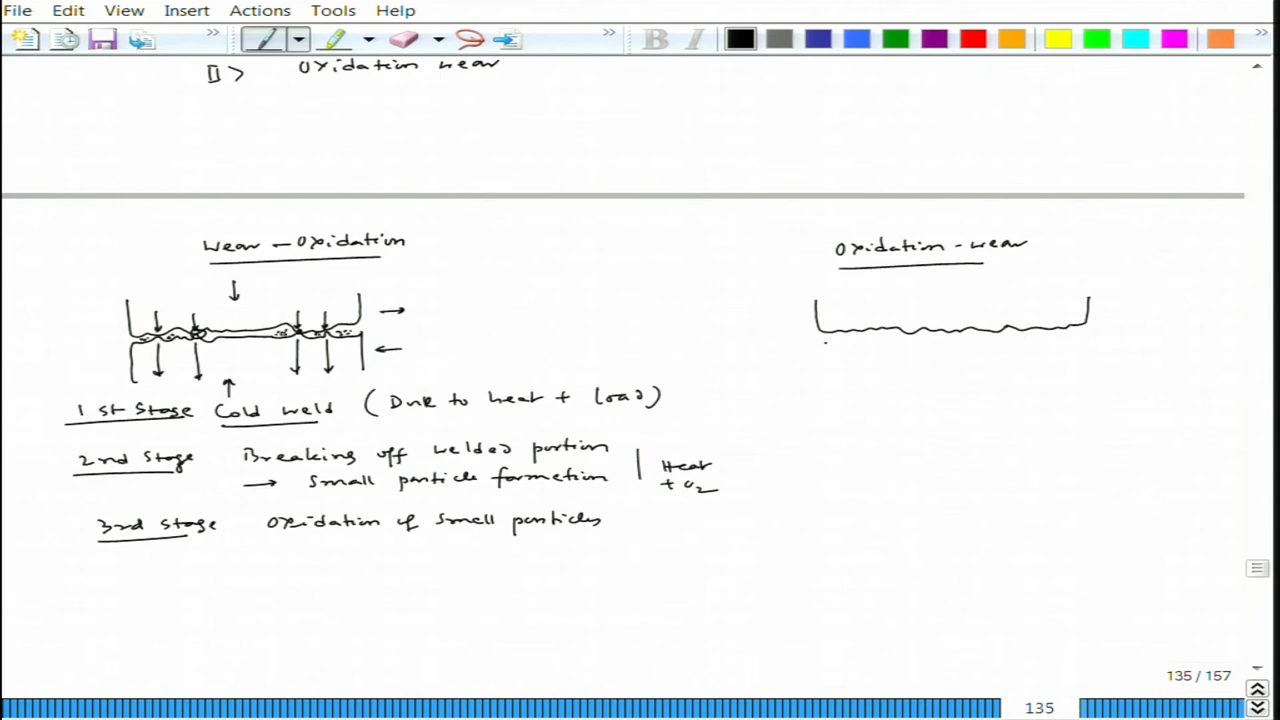 File Edit View Insert Actions Tools Help
II> Oxidation wear
Wear - Oxidation
Oxidation - wear
1st Stage Cold weld (Due to heat + load)
2nd Stage Breaking off welded portion
→ Small particle formation
Heat
+ O2
3rd Stage Oxidation of small particles
135 / 157
135